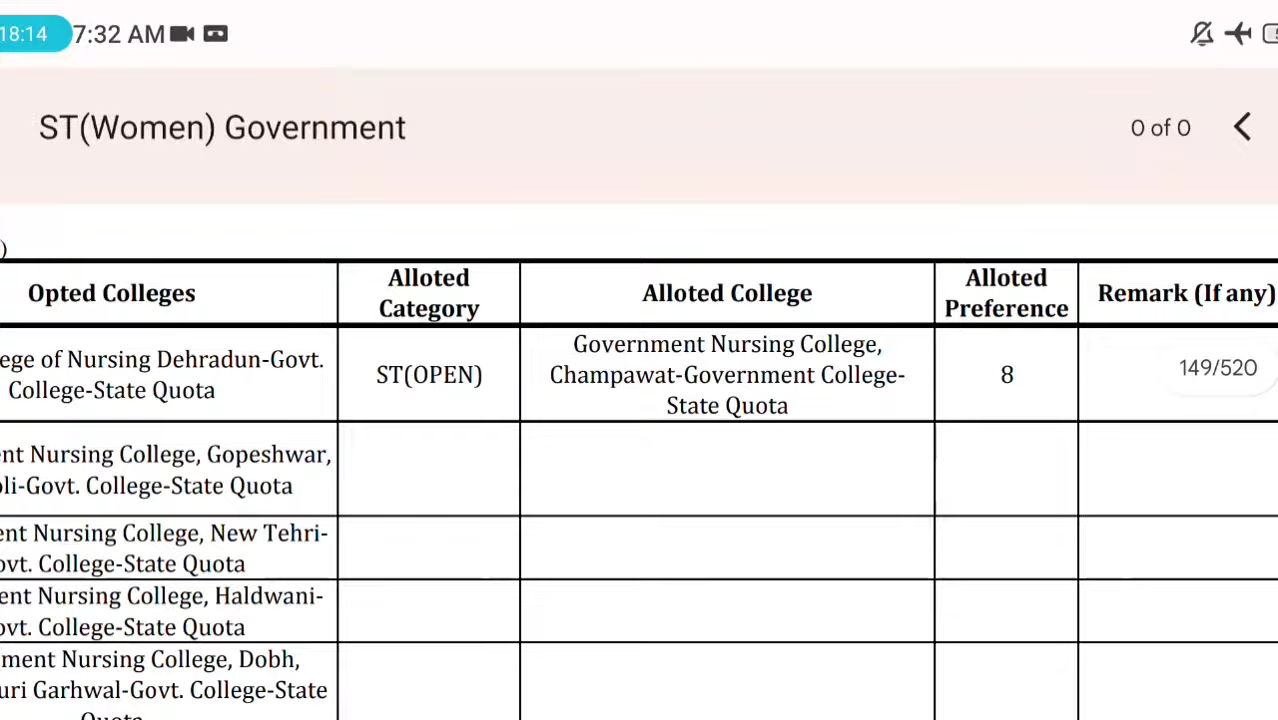 18:14 7:32 AM
ST(Women) Government
0 of 0
)
Opted Colleges
Alloted
Category
Alloted College
Alloted
Preference
Remark (If any)
ege of Nursing Dehradun-Govt.
College-State Quota
ST(OPEN)
Government Nursing College,
Champawat-Government College-
State Quota
8
149/520
nt Nursing College, Gopeshwar,
oli-Govt. College-State Quota
ent Nursing College, New Tehri-
ovt. College-State Quota
ent Nursing College, Haldwani-
ovt. College-State Quota
ment Nursing College, Dobh,
uri Garhwal-Govt. College-State
Quota